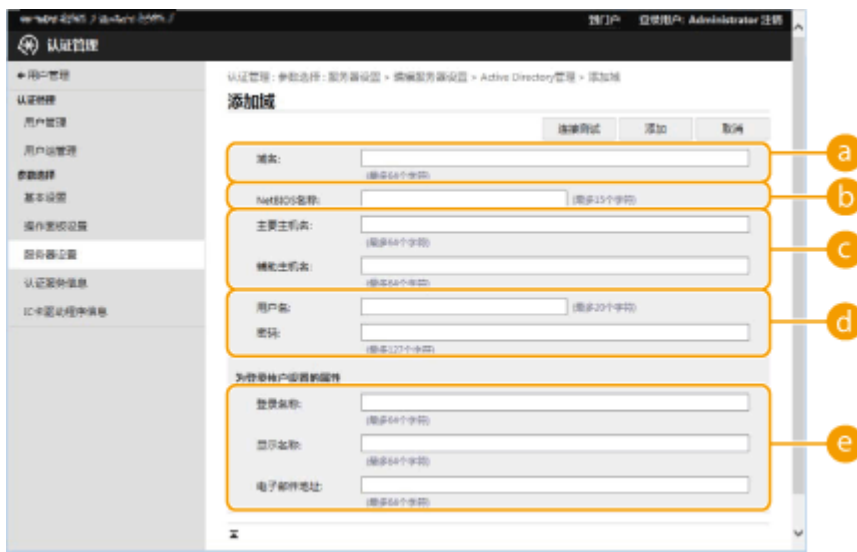 到门户 登录用户: Administrator 注销
认证管理
用户管理
认证管理 : 参数选择 : 服务器设置 > 编辑服务器设置 > Active Directory管理 > 添加域
认证管理
添加域
用户管理
连接测试 添加 取消
用户组管理
域名:
a
(最多64个字符)
参数选择
基本设置
NetBIOS名称: (最多15个字符)
b
操作面板设置
主要主机名:
(最多64个字符)
c
服务器设置
辅助主机名:
(最多64个字符)
认证服务信息
IC卡驱动程序信息
用户名: (最多20个字符)
d
密码:
(最多127个字符)
为登录帐户设置的属性
登录名称:
(最多64个字符)
显示名称:
e
(最多64个字符)
电子邮件地址:
(最多64个字符)